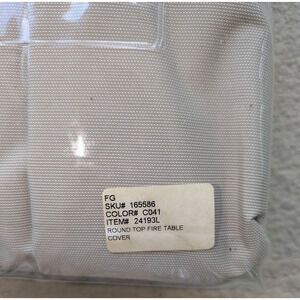 FG
SKU# 165586
COLOR# C041
ITEM# 24193L
ROUND TOP FIRE TABLE
COVER